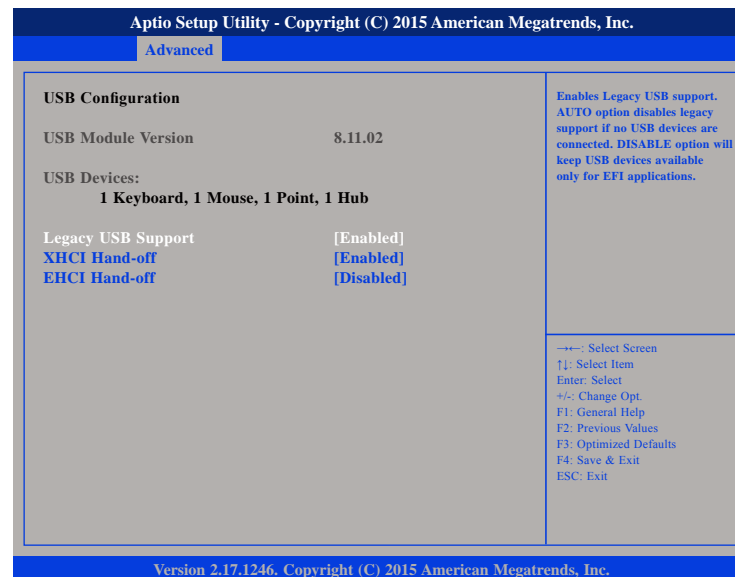 Aptio Setup Utility - Copyright (C) 2015 American Megatrends, Inc.
Advanced
USB Configuration
USB Module Version 8.11.02
USB Devices:
1 Keyboard, 1 Mouse, 1 Point, 1 Hub
Legacy USB Support [Enabled]
XHCI Hand-off [Enabled]
EHCI Hand-off [Disabled]
Enables Legacy USB support.
AUTO option disables legacy
support if no USB devices are
connected. DISABLE option will
keep USB devices available
only for EFI applications.
→←: Select Screen
↑↓: Select Item
Enter: Select
+/-: Change Opt.
F1: General Help
F2: Previous Values
F3: Optimized Defaults
F4: Save & Exit
ESC: Exit
Version 2.17.1246. Copyright (C) 2015 American Megatrends, Inc.